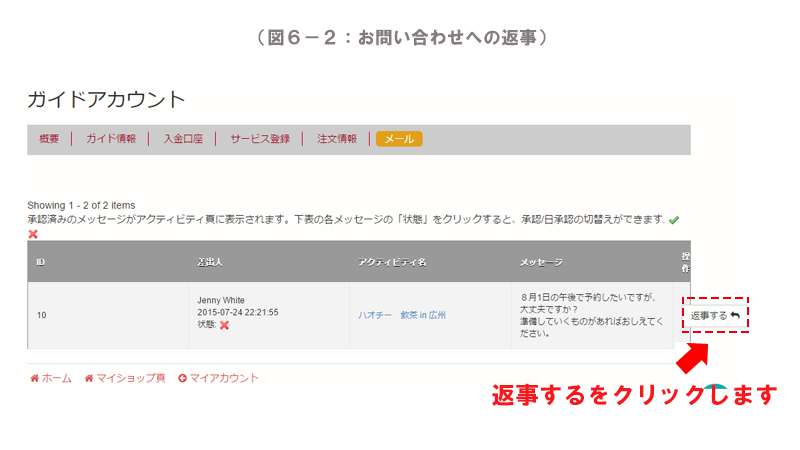 （図６－２：お問い合わせへの返事）
ガイドアカウント
概要 ガイド情報 入金口座 サービス登録 注文情報 メール
Showing 1 - 2 of 2 items
承認済みのメッセージがアクティビティ頁に表示されます。下表の各メッセージの「状態」をクリックすると、承認/日承認の切替えができます.
ID 差出人 アクティビティ名 メッセージ 操作
10
Jenny White
2015-07-24 22:21:55
状態:
ハオチー 飲茶 in 広州
８月1日の午後で予約したいですが、
大丈夫ですか？
準備していくものがあればおしえてく
ださい。
返事する
ホーム マイショップ頁 マイアカウント
返事するをクリックします